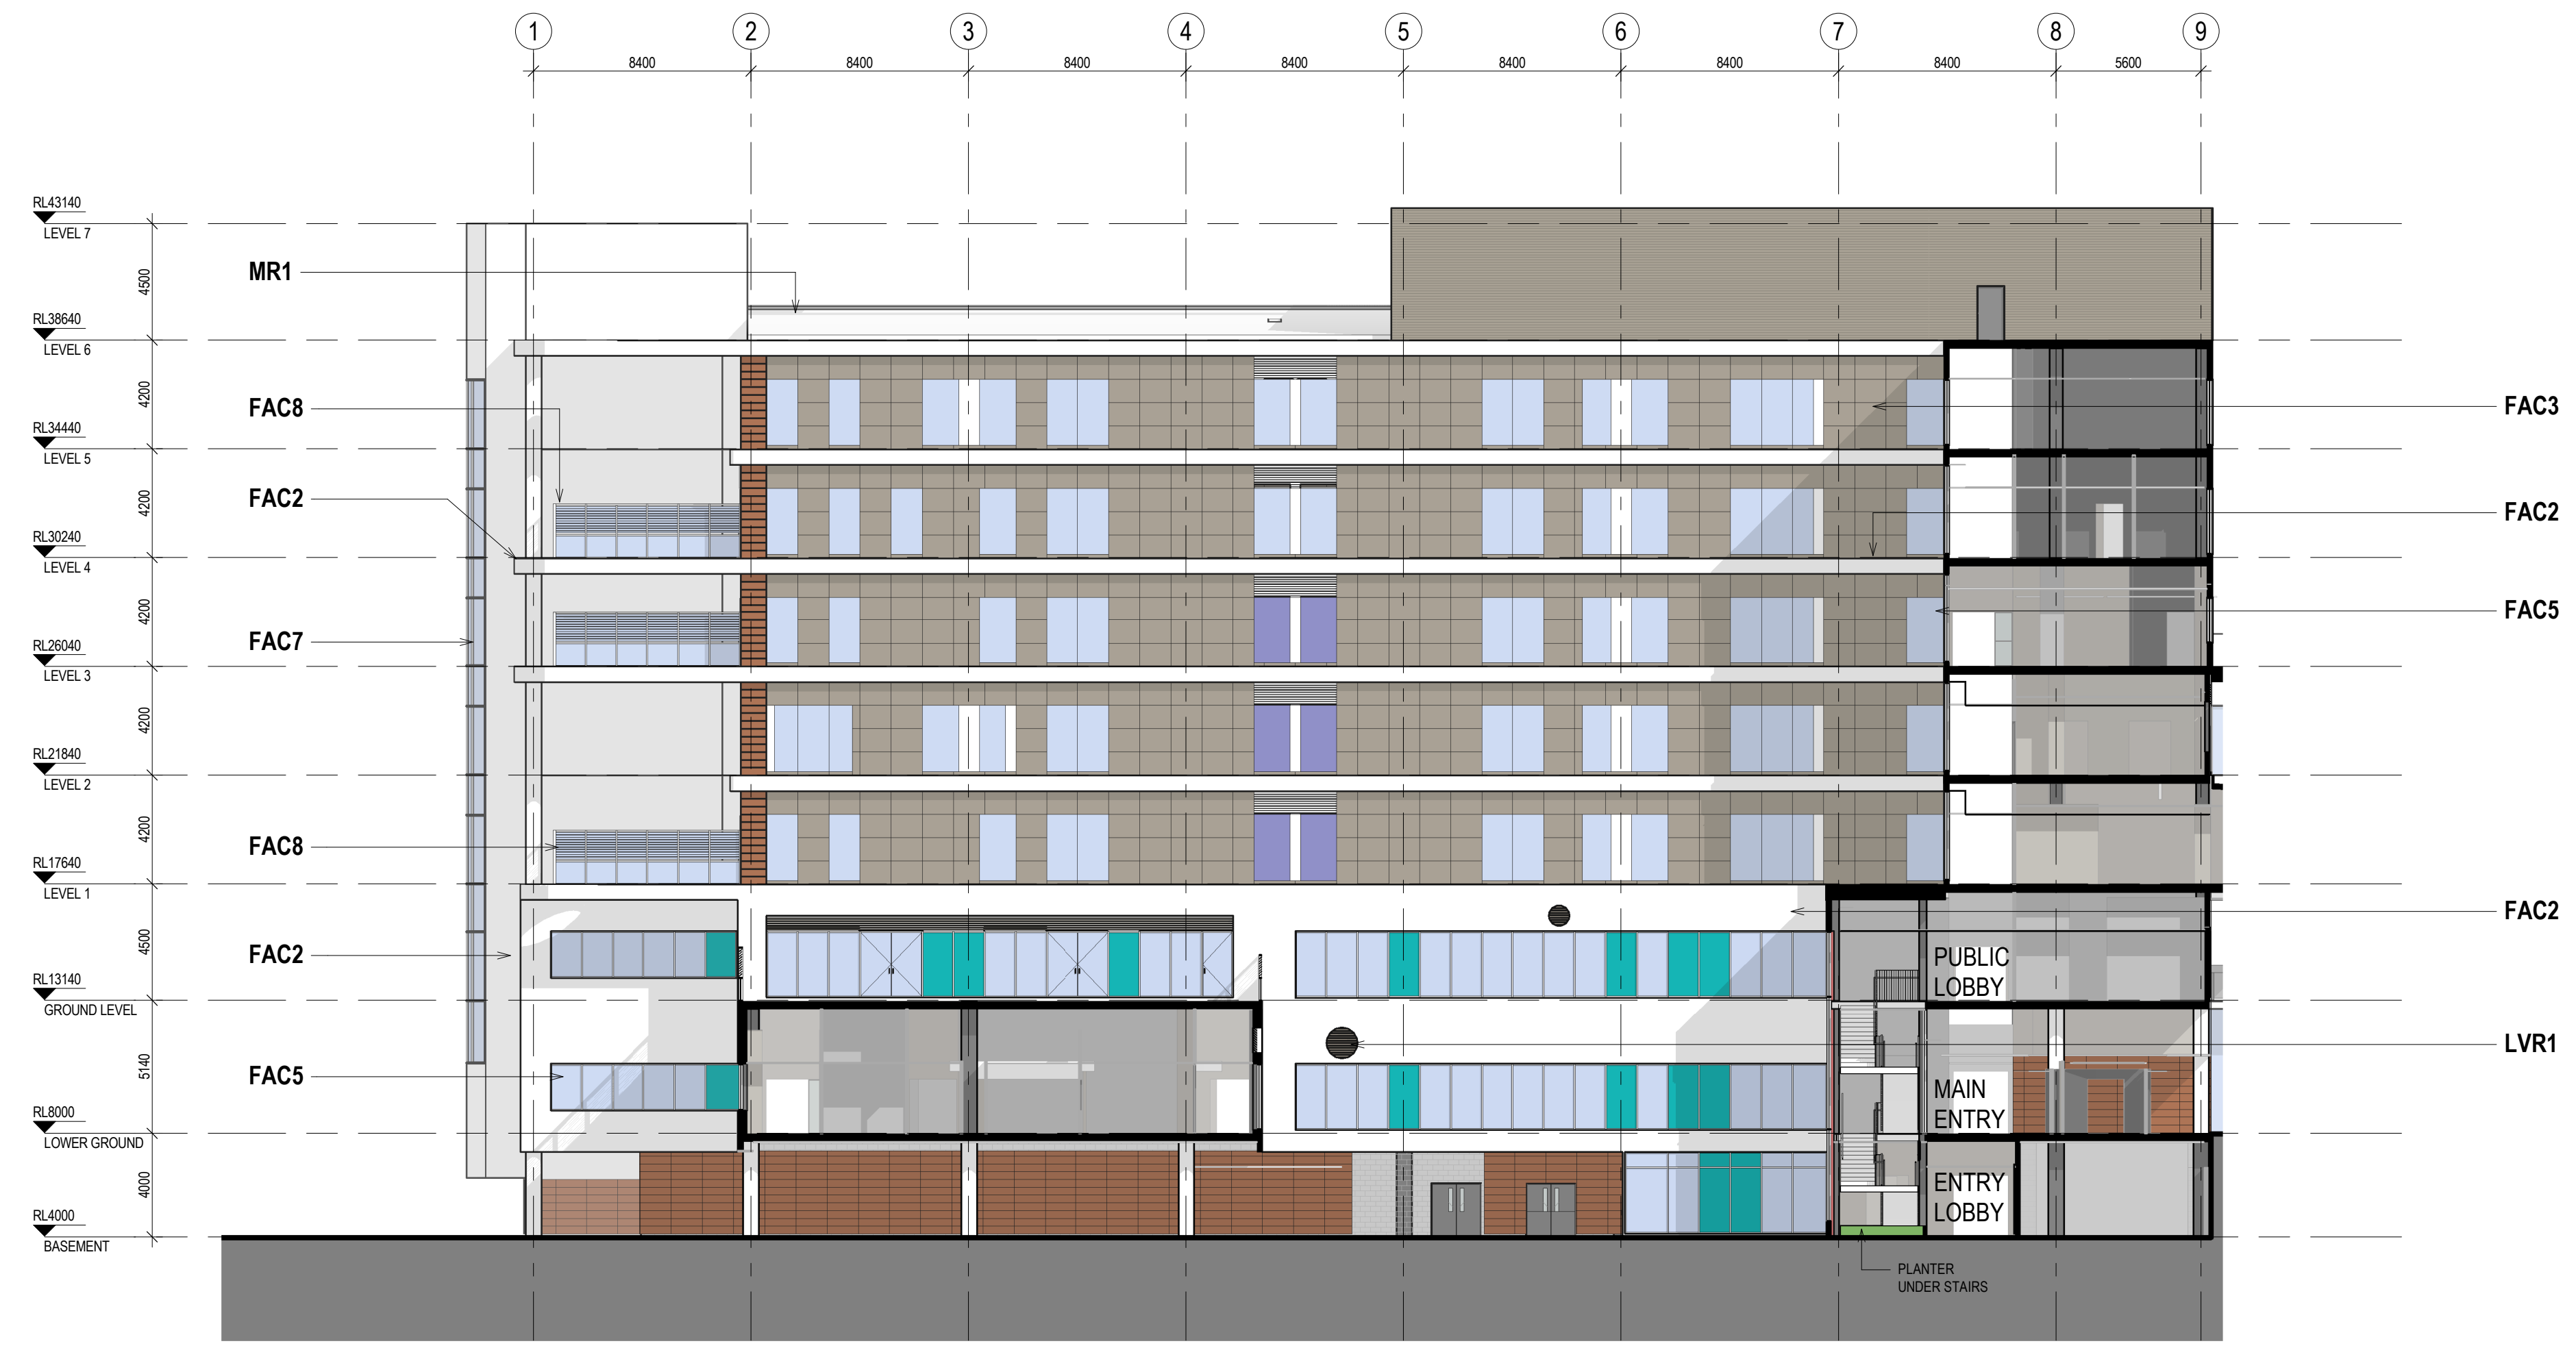 1 2 3 4 5 6 7 8 9
8400 8400 8400 8400 8400 8400 8400 5600
RL43140
LEVEL 7
4500
MR1
RL38640
LEVEL 6
4200
FAC8
FAC3
RL34440
LEVEL 5
4200
FAC2
FAC2
RL30240
LEVEL 4
4200
FAC5
FAC7
RL26040
LEVEL 3
4200
RL21840
LEVEL 2
4200
FAC8
RL17640
LEVEL 1
FAC2
4500
FAC2
PUBLIC
LOBBY
RL13140
GROUND LEVEL
LVR1
5140
FAC5
MAIN
ENTRY
RL8000
LOWER GROUND
4000
ENTRY
LOBBY
RL4000
BASEMENT
PLANTER
UNDER STAIRS